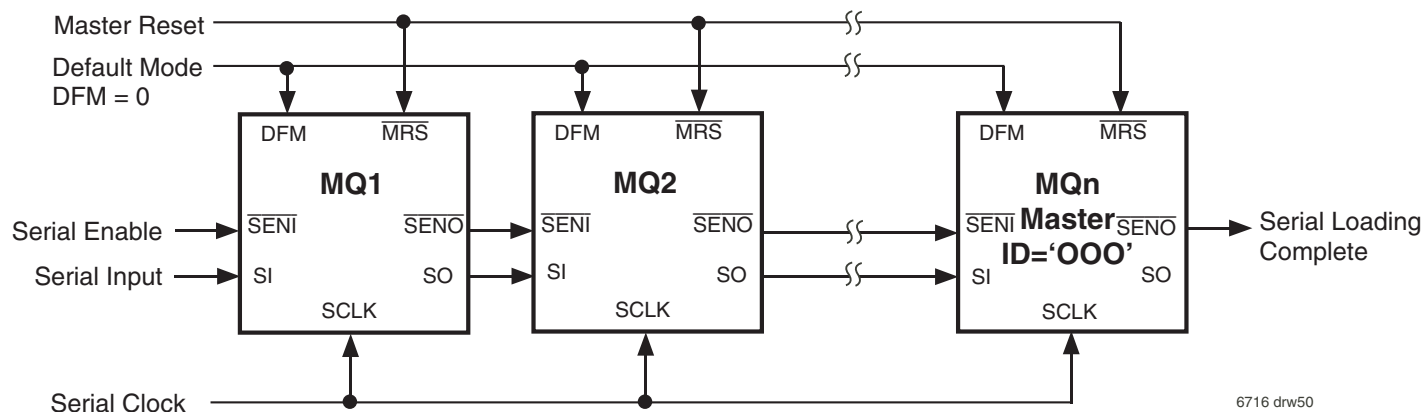 Master Reset
Default Mode
DFM = 0
DFM
MRS
DFM
MRS
DFM
MRS
MQ1
MQ2
MQn
Master
ID=‘OOO’
Serial Enable
SENI
SENO
SENI
SENO
SENI
SENO
Serial Loading
Complete
Serial Input
SI
SO
SI
SO
SI
SO
SCLK
SCLK
SCLK
Serial Clock
6716 drw50